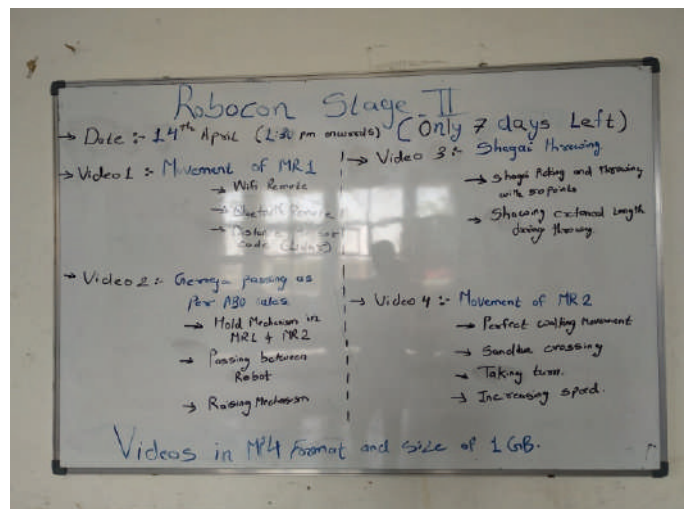 Robocon Stage-II
(Only 7 days Left)
→ Date :- 14th April (1:30 pm onwards)
→ Video 1 :- Movement of MR1
→ Wifi Remote
→ Bluetooth Remote
→ code
→ Video 2 :- Gerege passing as
Per ABU rules
→ Hold Mechanism in
MR1 & MR2
→ Passing between
Robot
→ Raising Mechanism
→ Video 3 :- Shagai throwing
→ Shagai Picking and Throwing
with 50 points
→ Showing extened length
during throwing.
→ Video 4 :- Movement of MR2
→ Perfect walking Movement
→ Sandue crossing
→ Taking turn.
→ Increasing speed.
Videos in MP4 format and size of 1 GB.